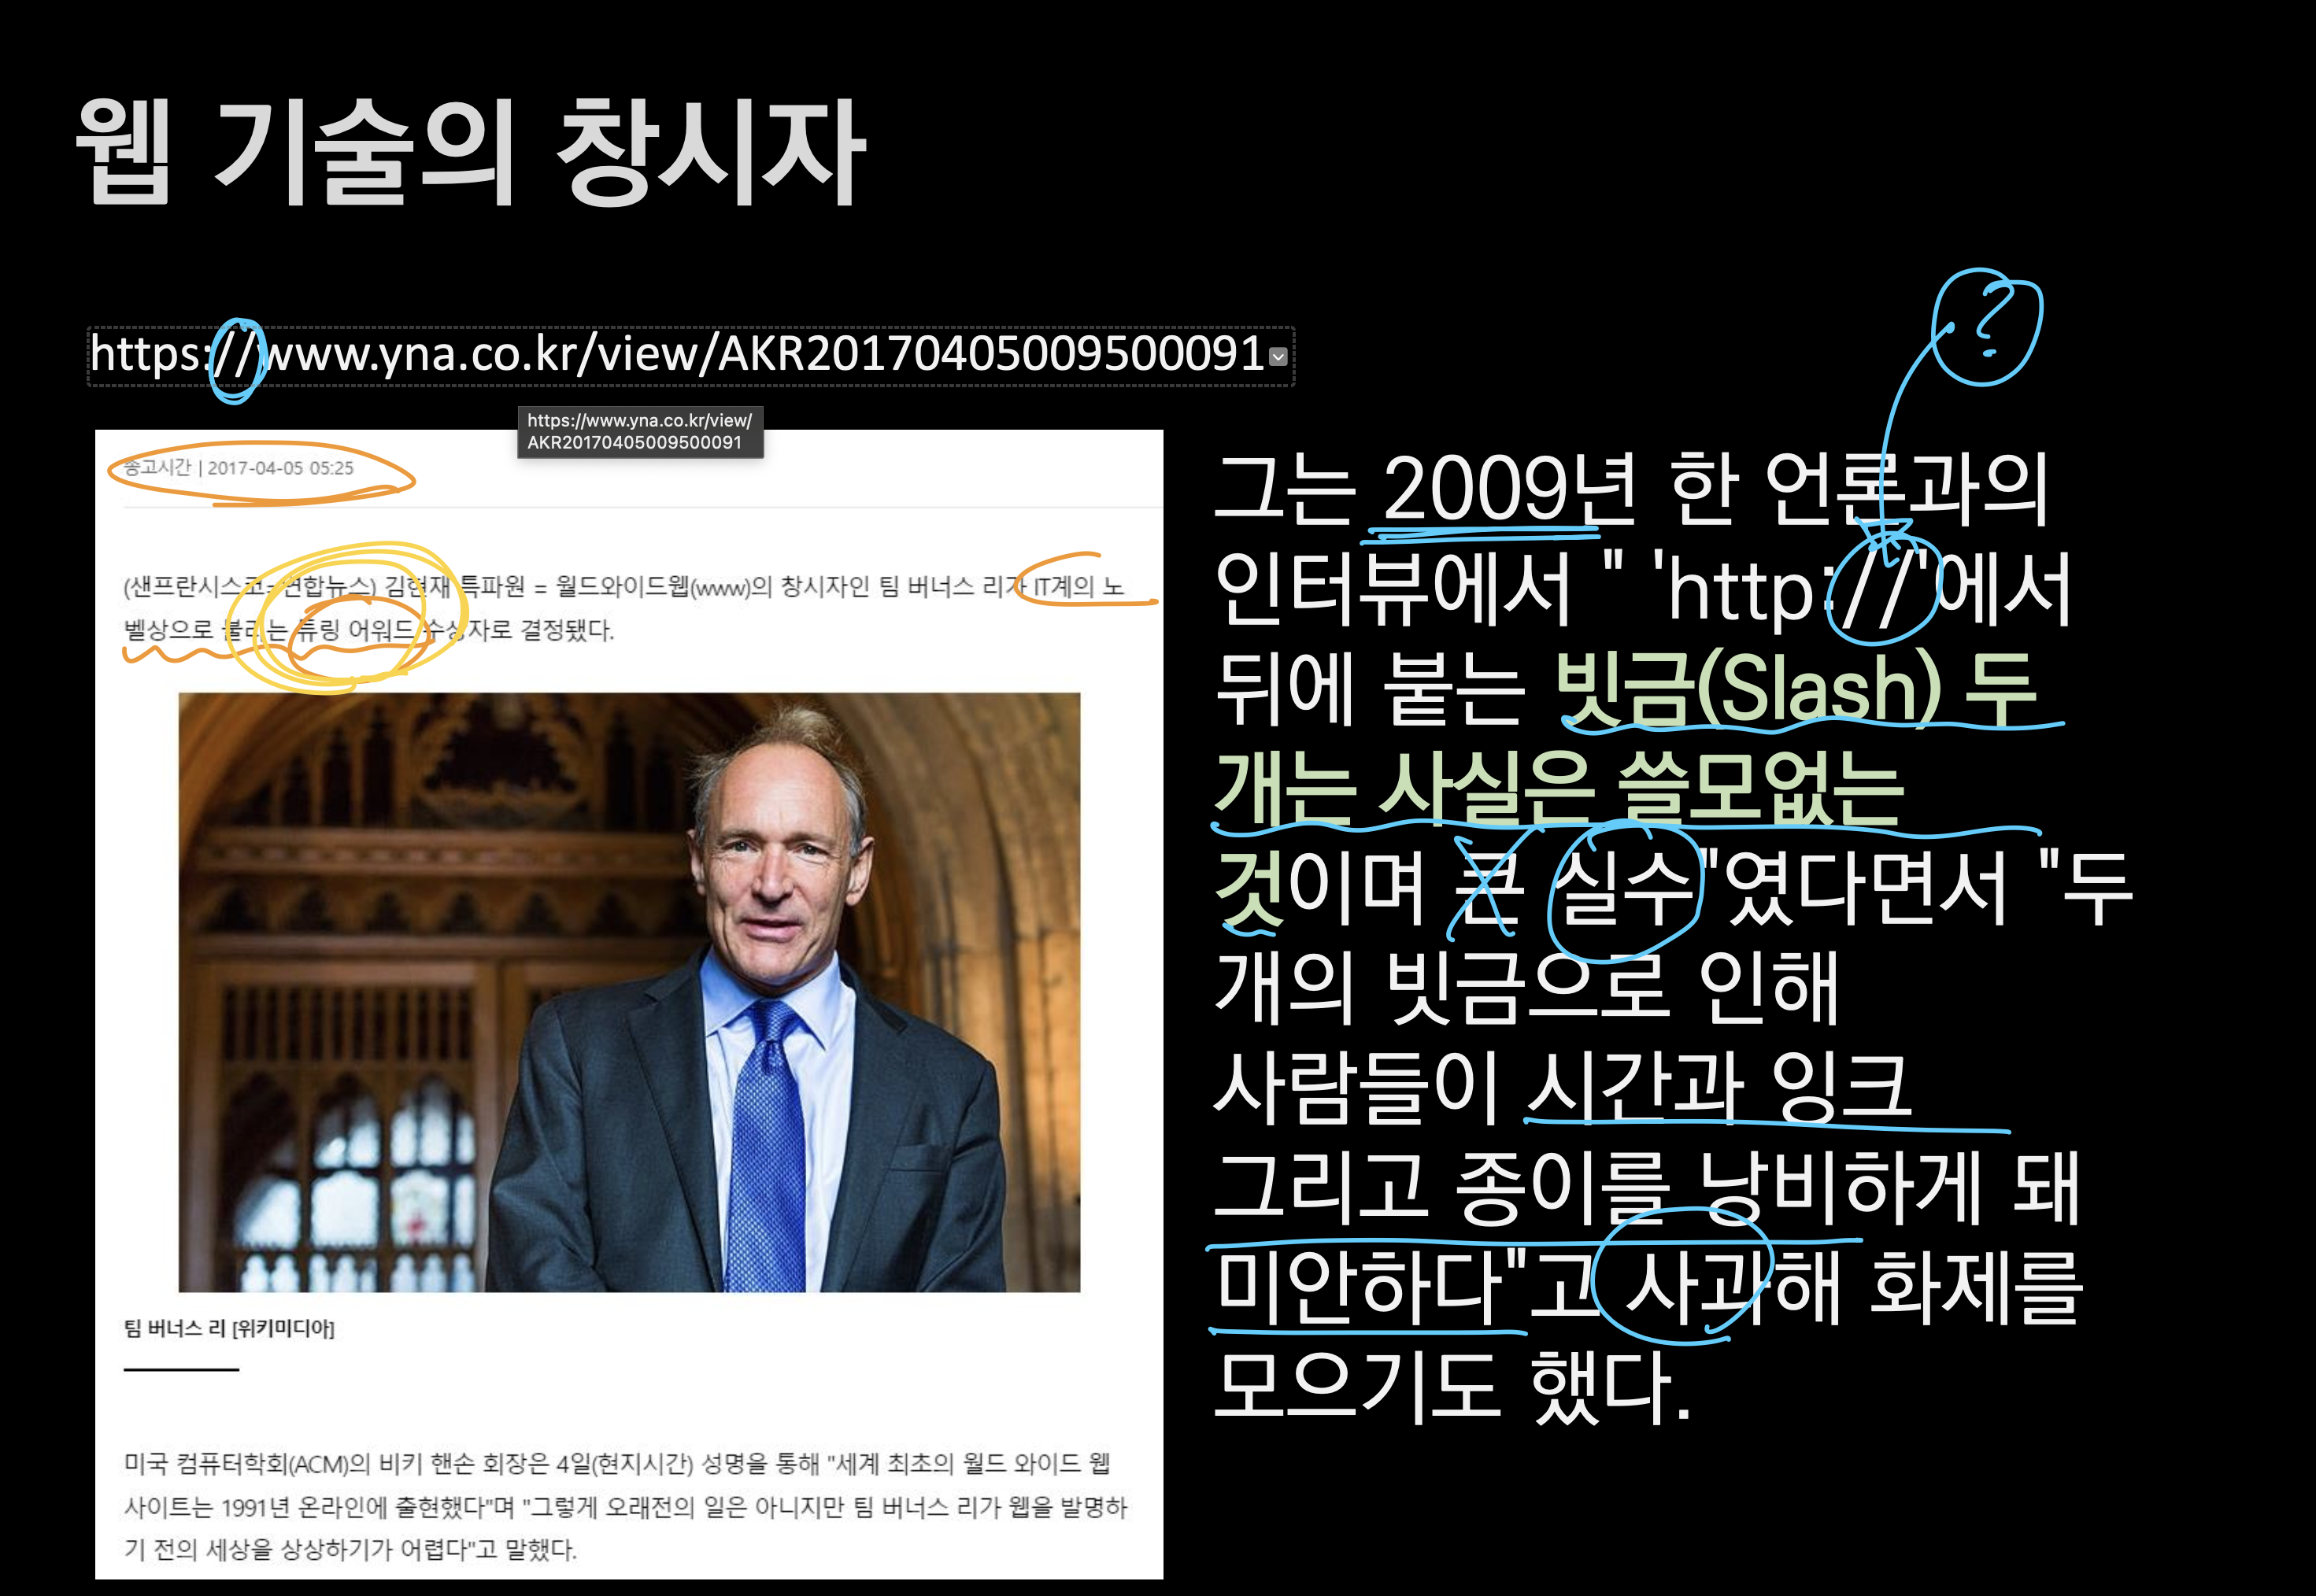 웹 기술의 창시자
https://www.yna.co.kr/view/AKR20170405009500091
https://www.yna.co.kr/view/
AKR20170405009500091
송고시간 | 2017-04-05 05:25
(샌프란시스코=연합뉴스) 김현재 특파원 = 월드와이드웹(www)의 창시자인 팀 버너스 리가 IT계의 노
벨상으로 불리는 튜링 어워드 수상자로 결정됐다.
팀 버너스 리 [위키미디아]
미국 컴퓨터학회(ACM)의 비키 핸손 회장은 4일(현지시간) 성명을 통해 "세계 최초의 월드 와이드 웹
사이트는 1991년 온라인에 출현했다"며 "그렇게 오래전의 일은 아니지만 팀 버너스 리가 웹을 발명하
기 전의 세상을 상상하기가 어렵다"고 말했다.
?
그는 2009년 한 언론과의
인터뷰에서 " 'http://'에서
뒤에 붙는 빗금(Slash) 두
개는 사실은 쓸모없는
것이며 큰 실수"였다면서 "두
개의 빗금으로 인해
사람들이 시간과 잉크
그리고 종이를 낭비하게 돼
미안하다"고 사과해 화제를
모으기도 했다.